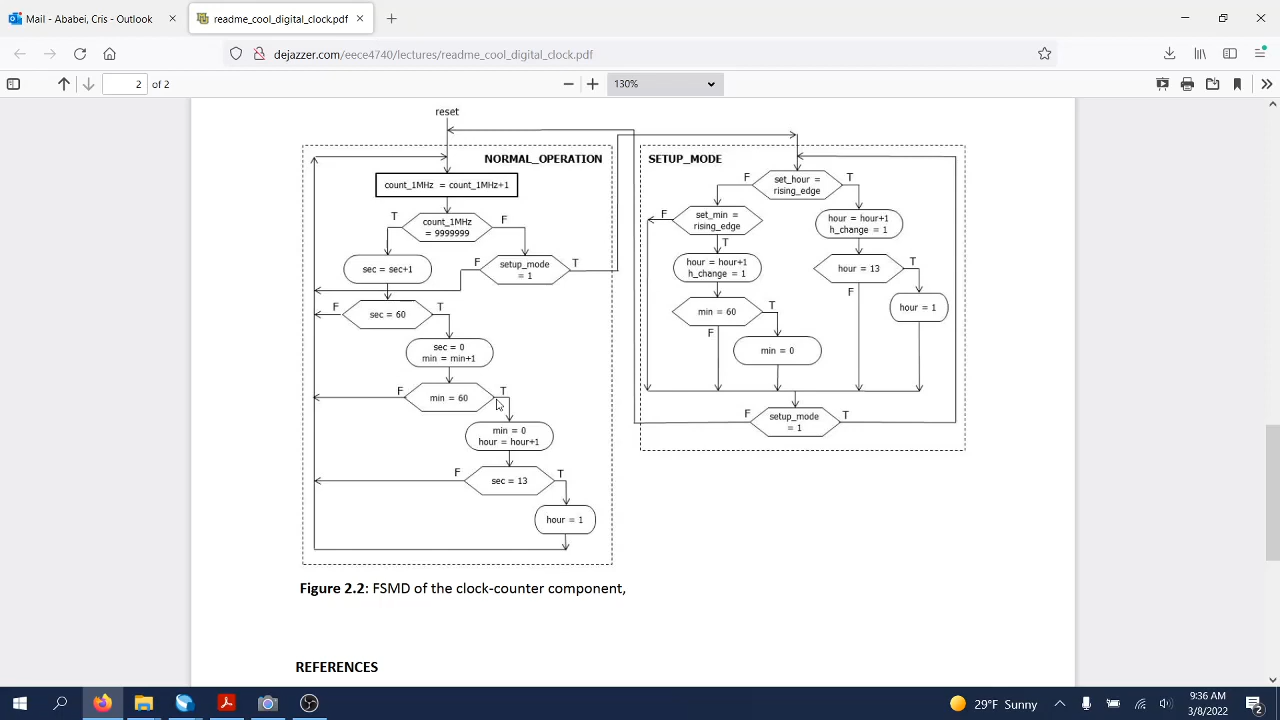 Mail - Ababei, Cris - Outlook
readme_cool_digital_clock.pdf
dejazzer.com/eece4740/lectures/readme_cool_digital_clock.pdf
2
of 2
130%
reset
NORMAL_OPERATION
count_1MHz = count_1MHz+1
T
count_1MHz
= 9999999
F
sec = sec+1
F
setup_mode
= 1
T
F
sec = 60
T
sec = 0
min = min+1
F
min = 60
T
min = 0
hour = hour+1
F
sec = 13
T
hour = 1
SETUP_MODE
F
set_hour =
rising_edge
T
F
set_min =
rising_edge
T
hour = hour+1
h_change = 1
hour = hour+1
h_change = 1
hour = 13
T
F
min = 60
T
F
hour = 1
min = 0
F
setup_mode
= 1
T
Figure 2.2: FSMD of the clock-counter component,
REFERENCES
29°F Sunny
9:36 AM
3/8/2022
2